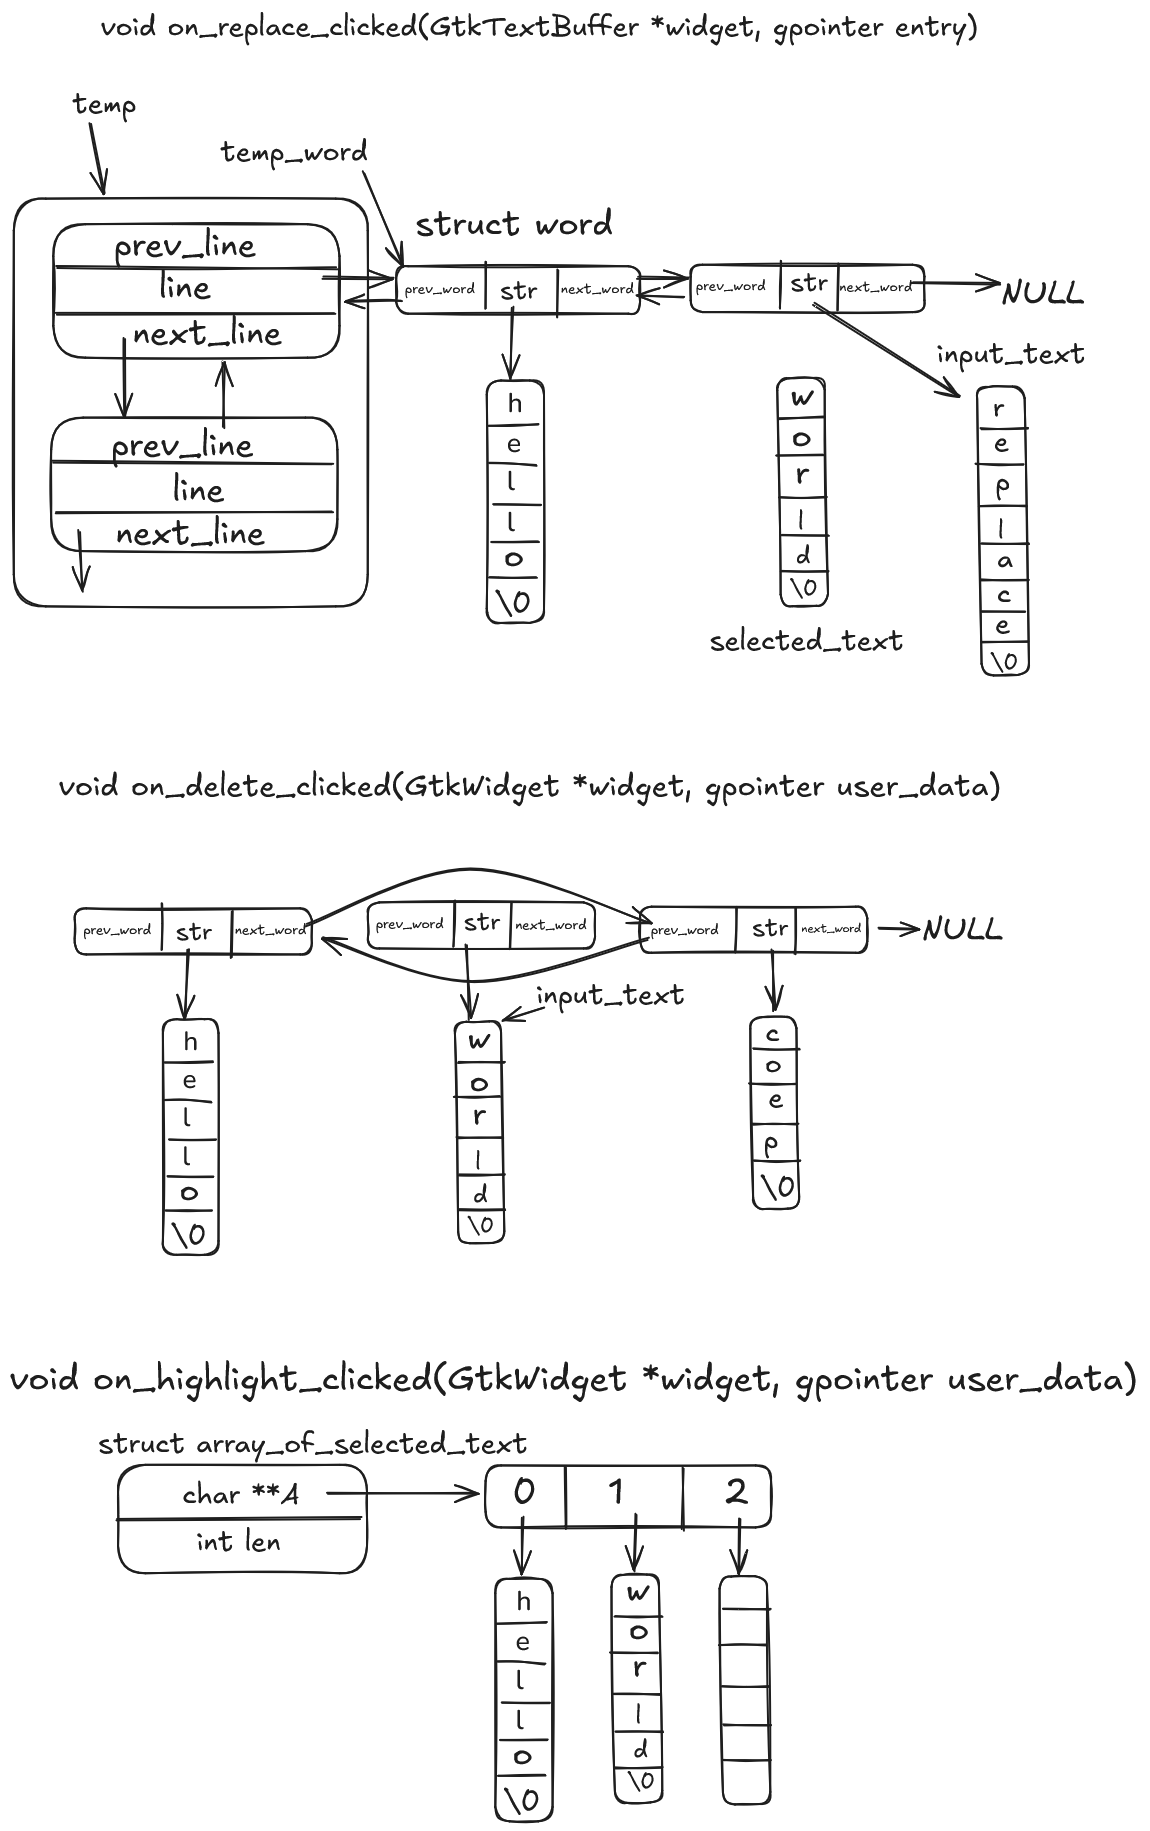 void on_replace_clicked(GtkTextBuffer *widget, gpointer entry)
temp
temp_word
struct word
prev_line
line
next_line
prev_word str next_word
prev_word str next_word
NULL
prev_line
line
next_line
h
e
l
l
o
\0
w
o
r
l
d
\0
selected_text
input_text
r
e
p
l
a
c
e
\0
void on_delete_clicked(GtkWidget *widget, gpointer user_data)
prev_word str next_word
prev_word str next_word
prev_word str next_word
NULL
h
e
l
l
o
\0
input_text
w
o
r
l
d
\0
c
o
e
p
\0
void on_highlight_clicked(GtkWidget *widget, gpointer user_data)
struct array_of_selected_text
char **A
int len
0 1 2
h
e
l
l
o
\0
w
o
r
l
d
\0